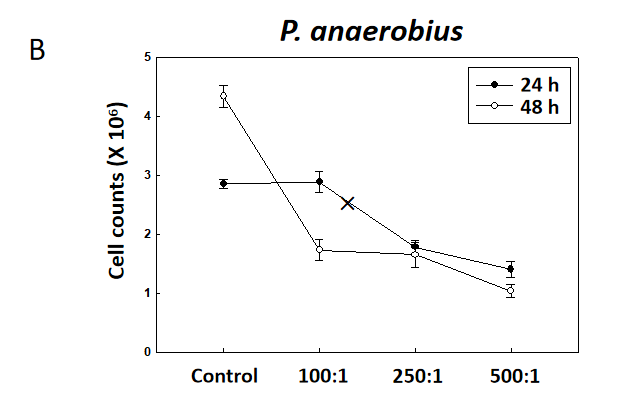 B
P. anaerobius
Cell counts (X 10⁶)
5
4
3
2
1
0
24 h
48 h
Control 100:1 250:1 500:1